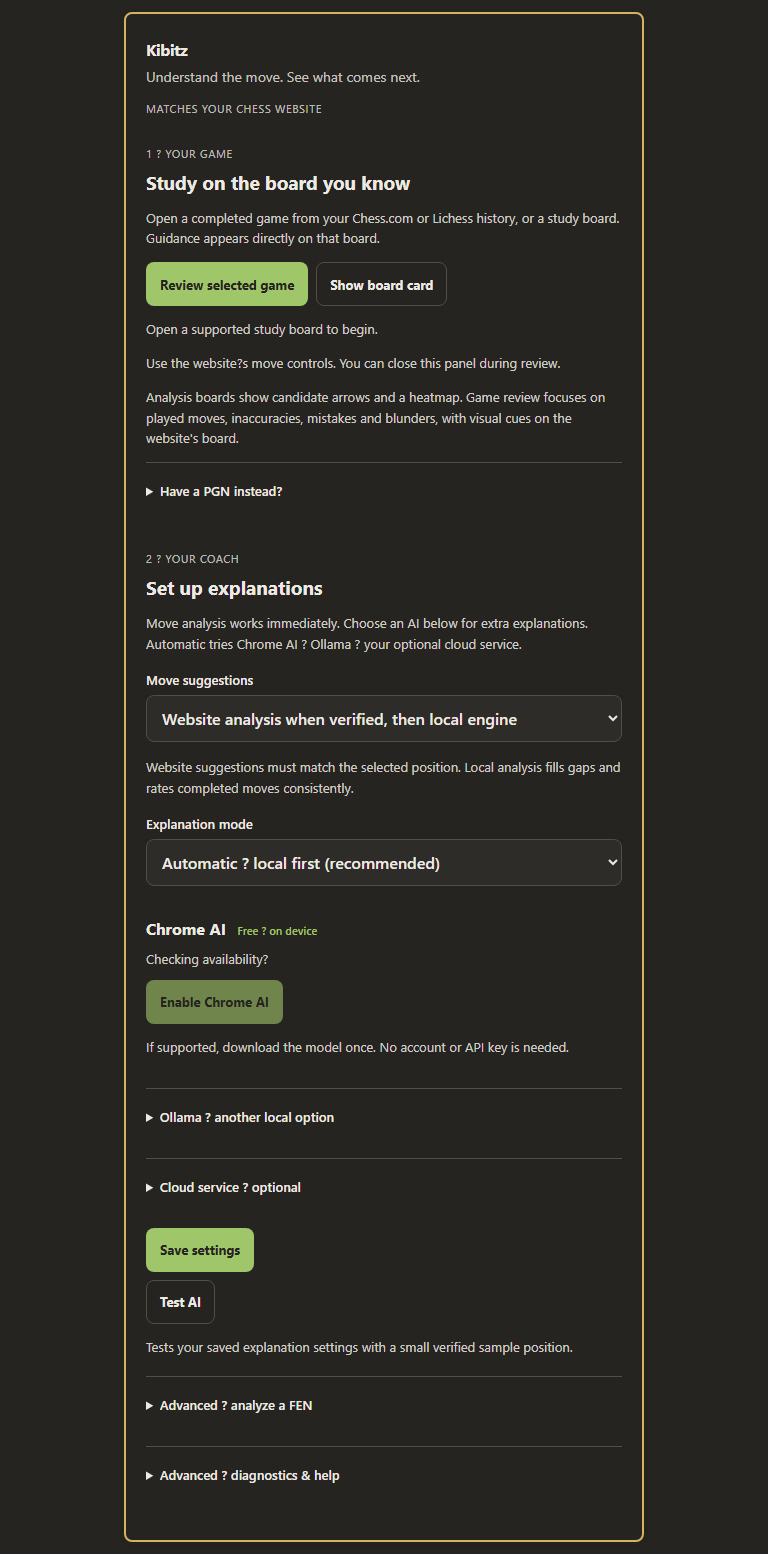 Kibitz
Understand the move. See what comes next.
MATCHES YOUR CHESS WEBSITE
1 ? YOUR GAME
Study on the board you know
Open a completed game from your Chess.com or Lichess history, or a study board.
Guidance appears directly on that board.
Review selected game
Show board card
Open a supported study board to begin.
Use the website?s move controls. You can close this panel during review.
Analysis boards show candidate arrows and a heatmap. Game review focuses on
played moves, inaccuracies, mistakes and blunders, with visual cues on the
website's board.
Have a PGN instead?
2 ? YOUR COACH
Set up explanations
Move analysis works immediately. Choose an AI below for extra explanations.
Automatic tries Chrome AI ? Ollama ? your optional cloud service.
Move suggestions
Website analysis when verified, then local engine
Website suggestions must match the selected position. Local analysis fills gaps and
rates completed moves consistently.
Explanation mode
Automatic ? local first (recommended)
Chrome AI Free ? on device
Checking availability?
Enable Chrome AI
If supported, download the model once. No account or API key is needed.
Ollama ? another local option
Cloud service ? optional
Save settings
Test AI
Tests your saved explanation settings with a small verified sample position.
Advanced ? analyze a FEN
Advanced ? diagnostics & help